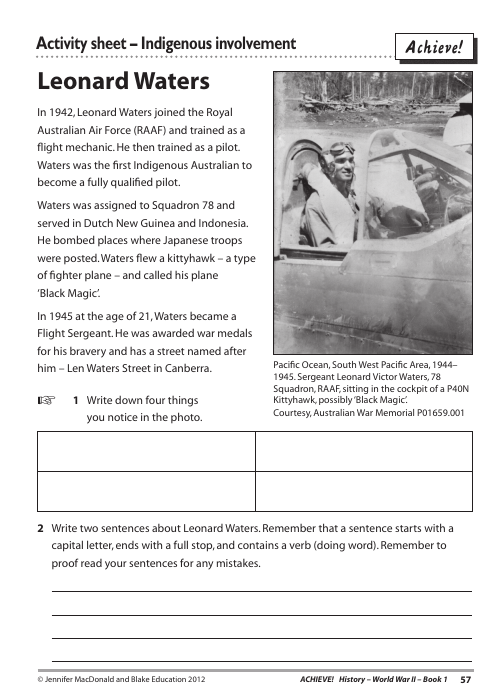 Activity sheet – Indigenous involvement
Achieve!
Leonard Waters
In 1942, Leonard Waters joined the Royal
Australian Air Force (RAAF) and trained as a
flight mechanic. He then trained as a pilot.
Waters was the first Indigenous Australian to
become a fully qualified pilot.
Waters was assigned to Squadron 78 and
served in Dutch New Guinea and Indonesia.
He bombed places where Japanese troops
were posted. Waters flew a kittyhawk – a type
of fighter plane – and called his plane
‘Black Magic’.
In 1945 at the age of 21, Waters became a
Flight Sergeant. He was awarded war medals
for his bravery and has a street named after
him – Len Waters Street in Canberra.
Pacific Ocean, South West Pacific Area, 1944–
1945. Sergeant Leonard Victor Waters, 78
Squadron, RAAF, sitting in the cockpit of a P40N
Kittyhawk, possibly ‘Black Magic’.
Courtesy, Australian War Memorial P01659.001
1 Write down four things
you notice in the photo.
2 Write two sentences about Leonard Waters. Remember that a sentence starts with a
capital letter, ends with a full stop, and contains a verb (doing word). Remember to
proof read your sentences for any mistakes.
© Jennifer MacDonald and Blake Education 2012
ACHIEVE! History – World War II – Book 1 57